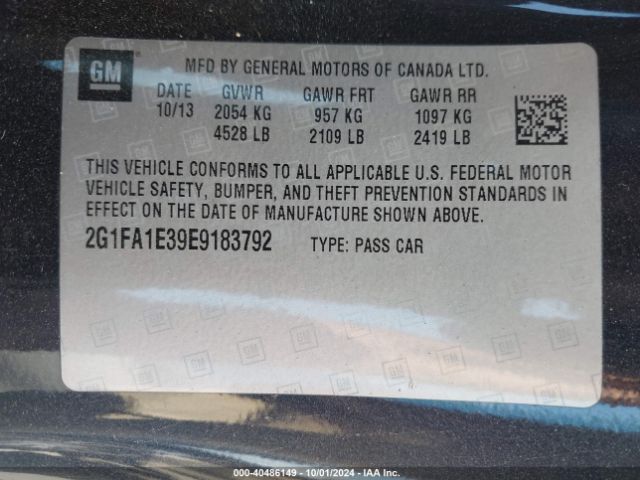 GM
MFD BY GENERAL MOTORS OF CANADA LTD.
DATE GVWR GAWR FRT GAWR RR
10/13 2054 KG 957 KG 1097 KG
4528 LB 2109 LB 2419 LB
THIS VEHICLE CONFORMS TO ALL APPLICABLE U.S. FEDERAL MOTOR
VEHICLE SAFETY, BUMPER, AND THEFT PREVENTION STANDARDS IN
EFFECT ON THE DATE OF MANUFACTURE SHOWN ABOVE.
2G1FA1E39E9183792 TYPE: PASS CAR
000-40486149 - 10/01/2024 - IAA Inc.